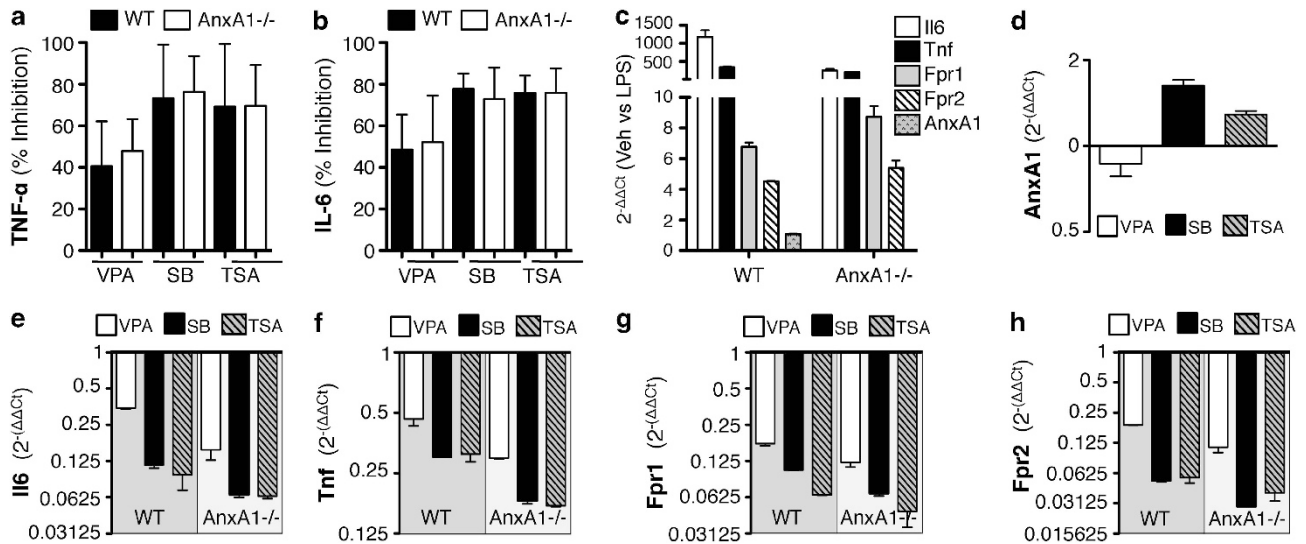 a
WT AnxA1-/-
TNF-α (% Inhibition)
100
80
60
40
20
0
VPA SB TSA
b
WT AnxA1-/-
IL-6 (% Inhibition)
100
80
60
40
20
0
VPA SB TSA
c
2^-ΔΔCt (Veh vs LPS)
1500
1000
500
10
8
6
4
2
0
Il6
Tnf
Fpr1
Fpr2
AnxA1
WT AnxA1-/-
d
AnxA1 (2^-(ΔΔCt))
2
0
0.5
VPA SB TSA
e
VPA SB TSA
Il6 (2^-(ΔΔCt))
1
0.5
0.25
0.125
0.0625
0.03125
WT AnxA1-/-
f
VPA SB TSA
Tnf (2^-(ΔΔCt))
1
0.5
0.25
0.125
WT AnxA1-/-
g
VPA SB TSA
Fpr1 (2^-(ΔΔCt))
1
0.5
0.25
0.125
0.0625
0.03125
WT AnxA1-/-
h
VPA SB TSA
Fpr2 (2^-(ΔΔCt))
1
0.5
0.25
0.125
0.0625
0.03125
0.015625
WT AnxA1-/-